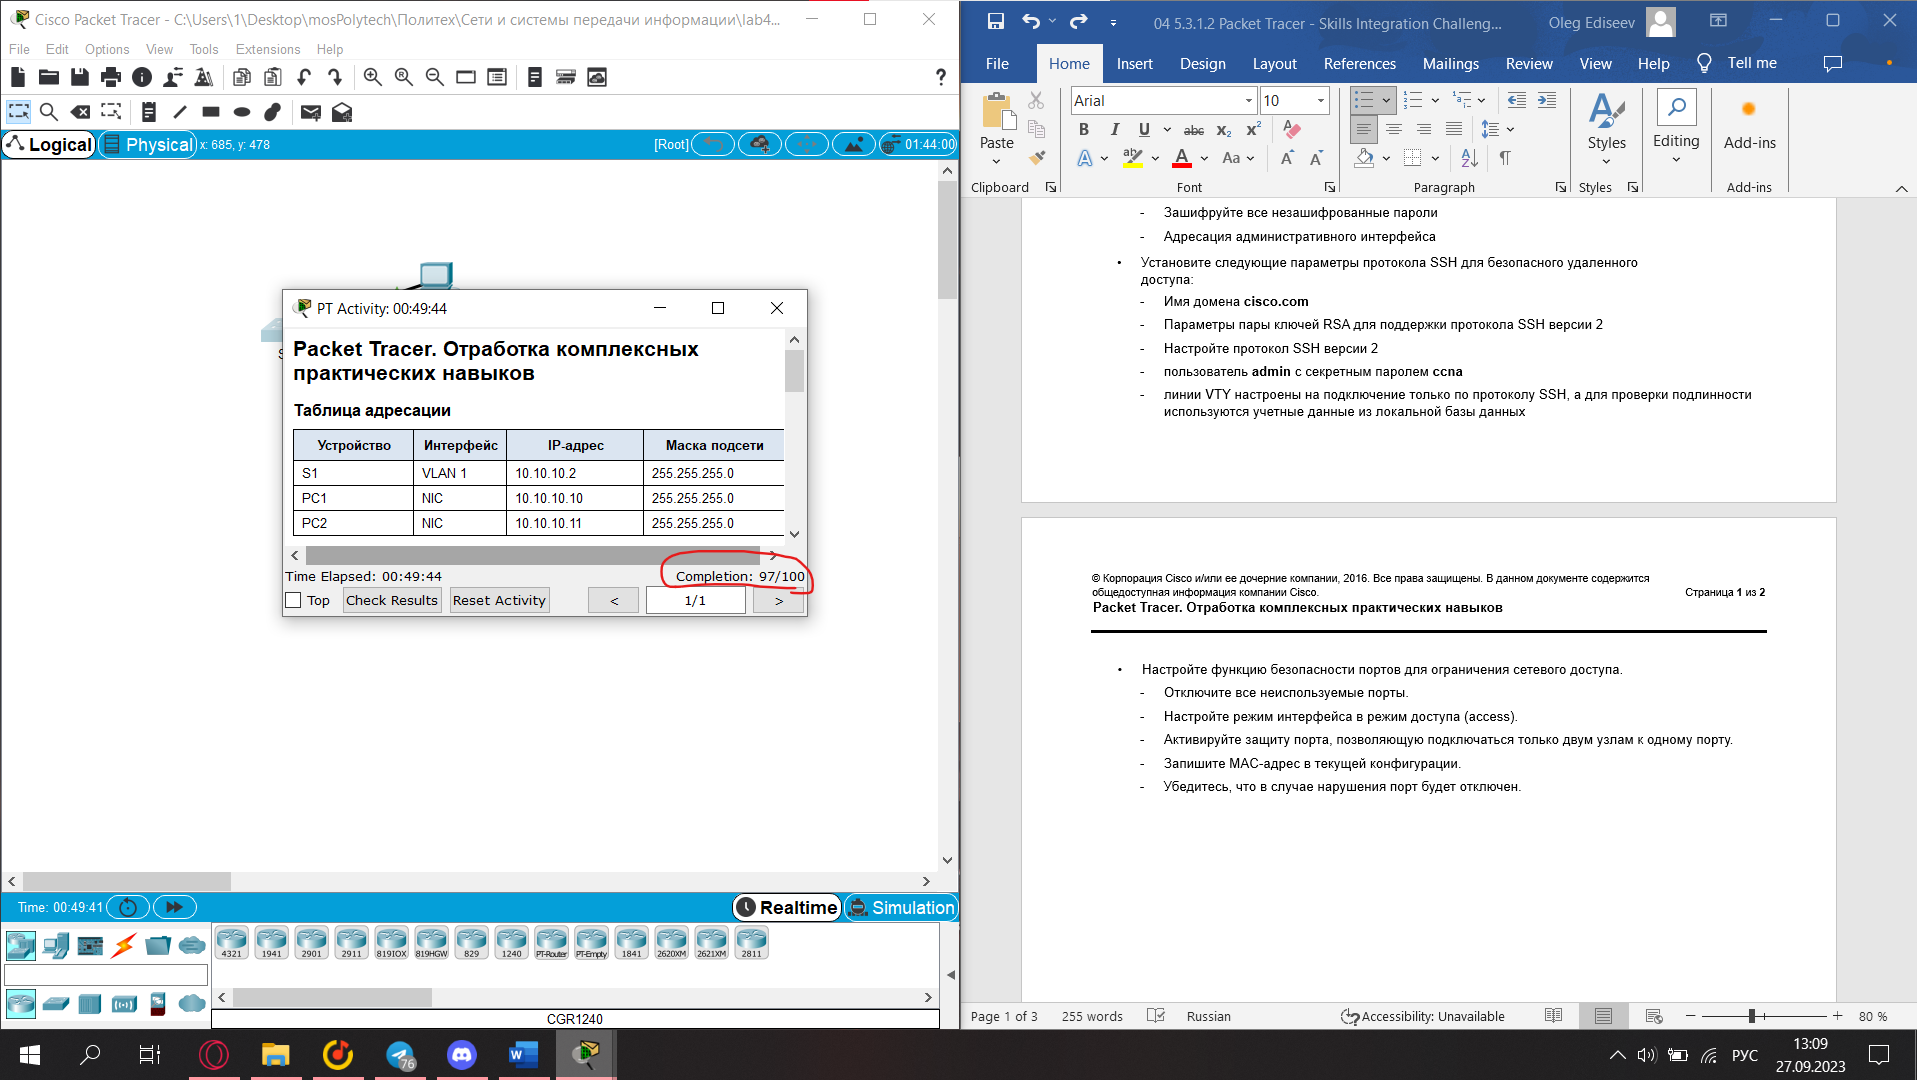 Cisco Packet Tracer - C:\Users\1\Desktop\mosPolytech\Политех\Сети и системы передачи информации\lab4...
File Edit Options View Tools Extensions Help
?
Logical Physical x: 685, y: 478 [Root] 01:44:00
PT Activity: 00:49:44
Packet Tracer. Отработка комплексных
практических навыков
Таблица адресации
Устройство Интерфейс IP-адрес Маска подсети
S1 VLAN 1 10.10.10.2 255.255.255.0
PC1 NIC 10.10.10.10 255.255.255.0
PC2 NIC 10.10.10.11 255.255.255.0
Time Elapsed: 00:49:44 Completion: 97/100
Top Check Results Reset Activity < 1/1 >
Time: 00:49:41 Realtime Simulation
4321 1941 2901 2911 819IOX 819HGW 829 1240 PT-Router PT-Empty 1841 2620XM 2621XM 2811
CGR1240
04 5.3.1.2 Packet Tracer - Skills Integration Challeng... Oleg Ediseev
File Home Insert Design Layout References Mailings Review View Help Tell me
Arial 10
Paste
B I U abc x₂ x² A
A A Aa A A
Styles Editing Add-ins
Clipboard Font Paragraph Styles Add-ins
- Зашифруйте все незашифрованные пароли
- Адресация административного интерфейса
• Установите следующие параметры протокола SSH для безопасного удаленного
доступа:
- Имя домена cisco.com
- Параметры пары ключей RSA для поддержки протокола SSH версии 2
- Настройте протокол SSH версии 2
- пользователь admin с секретным паролем ccna
- линии VTY настроены на подключение только по протоколу SSH, а для проверки подлинности
используются учетные данные из локальной базы данных
© Корпорация Cisco и/или ее дочерние компании, 2016. Все права защищены. В данном документе содержится
общедоступная информация компании Cisco. Страница 1 из 2
Packet Tracer. Отработка комплексных практических навыков
• Настройте функцию безопасности портов для ограничения сетевого доступа.
- Отключите все неиспользуемые порты.
- Настройте режим интерфейса в режим доступа (access).
- Активируйте защиту порта, позволяющую подключаться только двум узлам к одному порту.
- Запишите MAC-адрес в текущей конфигурации.
- Убедитесь, что в случае нарушения порт будет отключен.
Page 1 of 3 255 words Russian Accessibility: Unavailable 80 %
76 РУС 13:09
27.09.2023